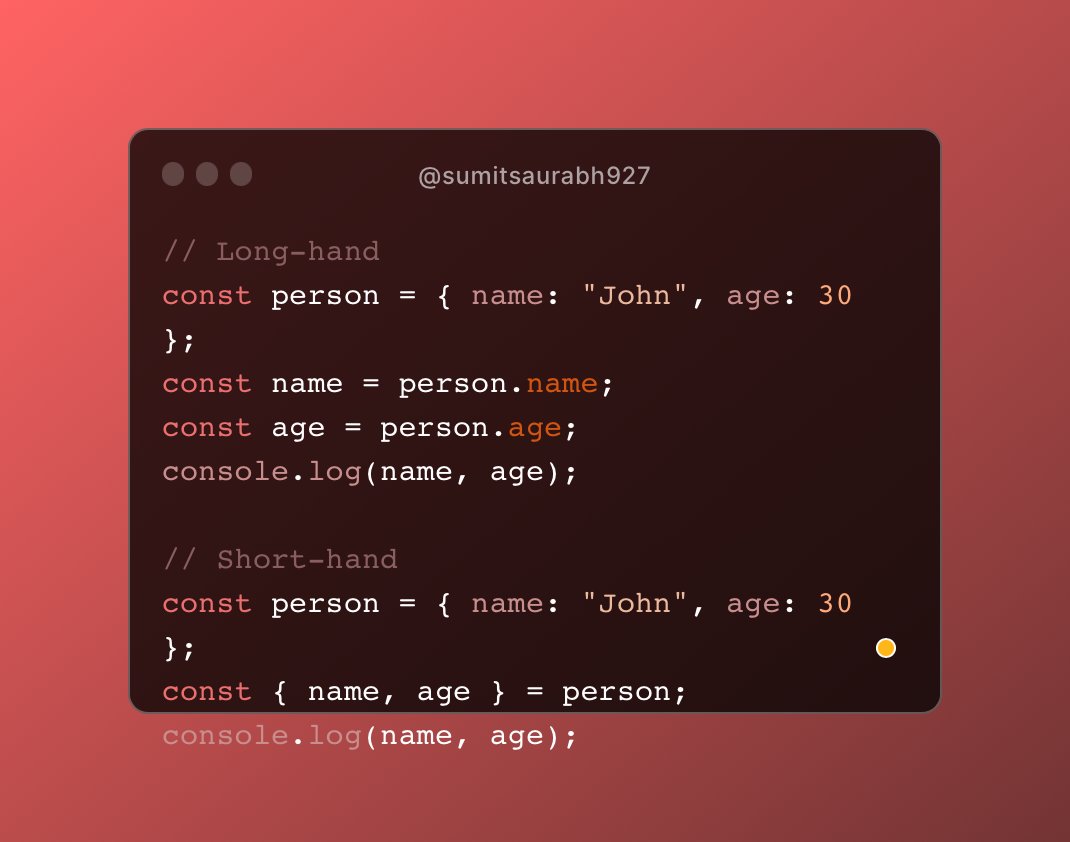 @sumitsaurabh927
// Long-hand
const person = { name: "John", age: 30
};
const name = person.name;
const age = person.age;
console.log(name, age);
// Short-hand
const person = { name: "John", age: 30
};
const { name, age } = person;
console.log(name, age);